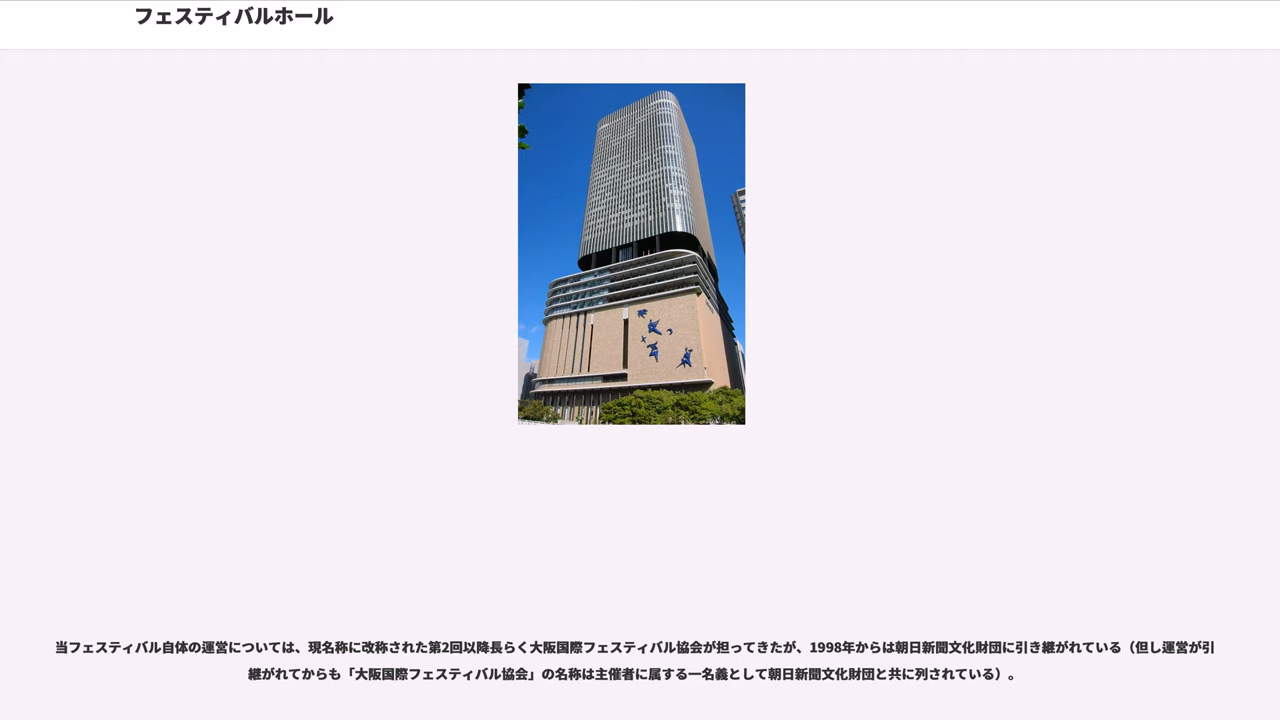 フェスティバルホール
当フェスティバル自体の運営については、現名称に改称された第2回以降長らく大阪国際フェスティバル協会が担ってきたが、1998年からは朝日新聞文化財団に引き継がれている（但し運営が引
継がれてからも「大阪国際フェスティバル協会」の名称は主催者に属する一名義として朝日新聞文化財団と共に列されている）。